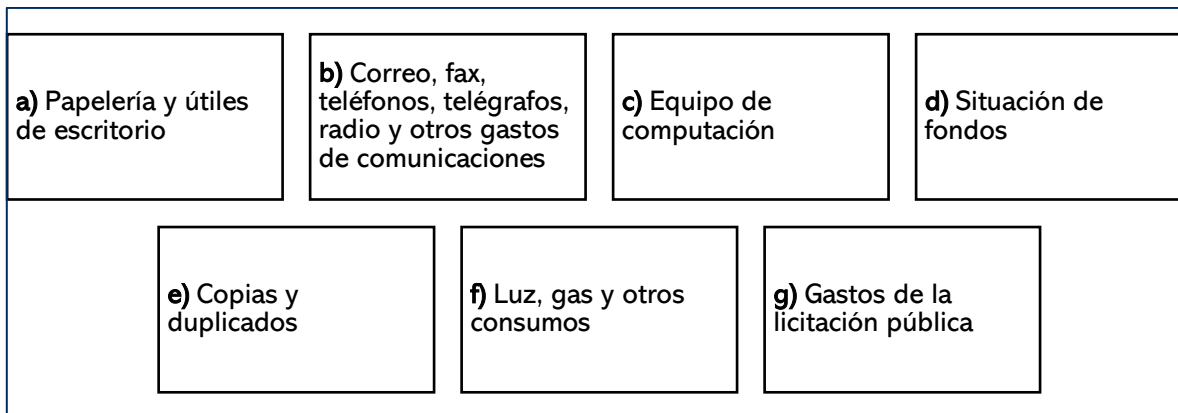 a) Papelería y útiles
de escritorio
b) Correo, fax,
teléfonos, telégrafos,
radio y otros gastos
de comunicaciones
c) Equipo de
computación
d) Situación de
fondos
e) Copias y
duplicados
f) Luz, gas y otros
consumos
g) Gastos de la
licitación pública